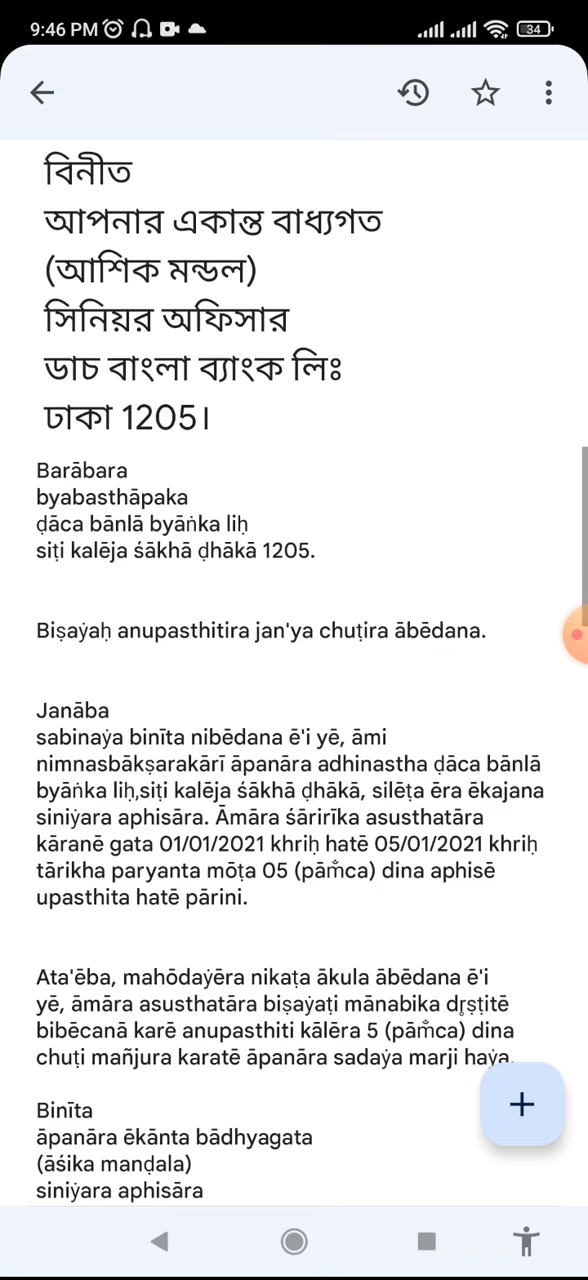 9:46 PM
34
বিনীত
আপনার একান্ত বাধ্যগত
(আশিক মন্ডল)
সিনিয়র অফিসার
ডাচ বাংলা ব্যাংক লিঃ
ঢাকা 1205।
Barābara
byabasthāpaka
ḍāca bānlā byāṅka liḥ
siṭi kalēja śākhā ḍhākā 1205.
Biṣaẏaḥ anupasthitira jan'ya chuṭira ābēdana.
Janāba
sabinaẏa binīta nibēdana ē'i yē, āmi
nimnasbākṣarakārī āpanāra adhinastha ḍāca bānlā
byāṅka liḥ,siṭi kalēja śākhā ḍhākā, silēṭa ēra ēkajana
siniẏara aphisāra. Āmāra śārirīka asusthatāra
kāranē gata 01/01/2021 khriḥ hatē 05/01/2021 khriḥ
tārikha paryanta mōṭa 05 (pām̐ca) dina aphisē
upasthita hatē pārini.
Ata'ēba, mahōdaẏēra nikaṭa ākula ābēdana ē'i
yē, āmāra asusthatāra biṣaẏaṭi mānabika dr̥ṣṭitē
bibēcanā karē anupasthiti kālēra 5 (pām̐ca) dina
chuṭi mañjura karatē āpanāra sadaẏa marji haẏa.
Binīta
āpanāra ēkānta bādhyagata
(āśika manḍala)
siniẏara aphisāra